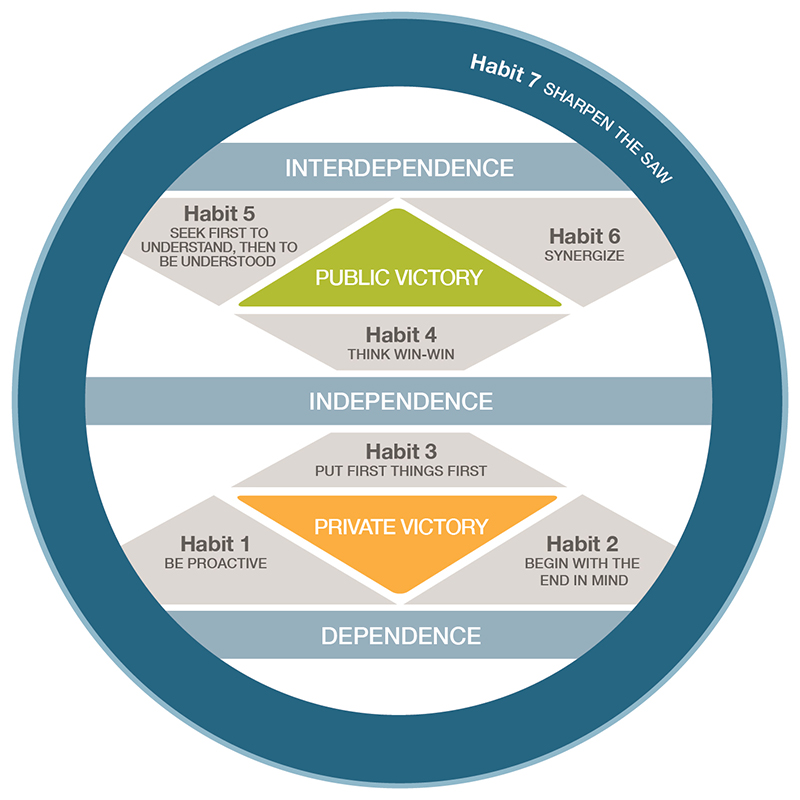 Habit 7 SHARPEN THE SAW
INTERDEPENDENCE
Habit 5
SEEK FIRST TO
UNDERSTAND, THEN TO
BE UNDERSTOOD
Habit 6
SYNERGIZE
PUBLIC VICTORY
Habit 4
THINK WIN-WIN
INDEPENDENCE
Habit 3
PUT FIRST THINGS FIRST
PRIVATE VICTORY
Habit 1
BE PROACTIVE
Habit 2
BEGIN WITH THE
END IN MIND
DEPENDENCE